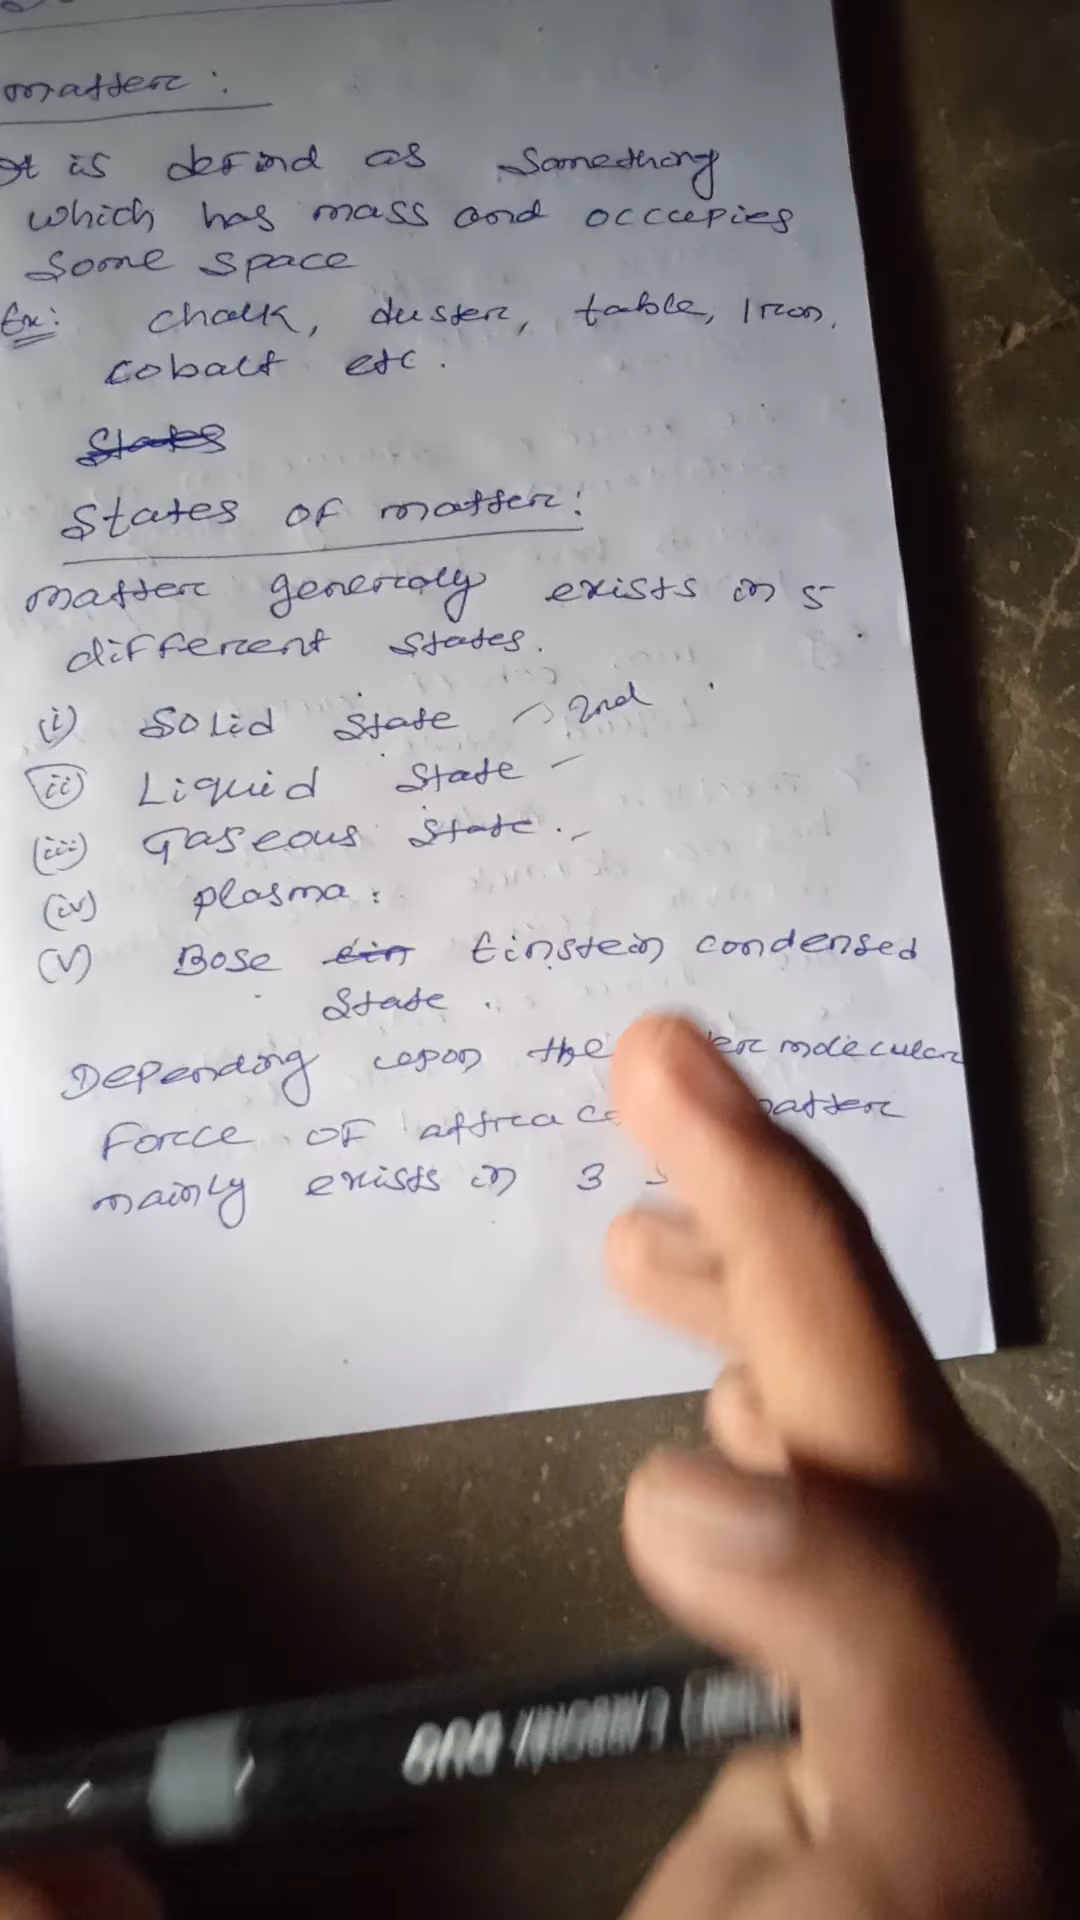 matter :
It is defind as something
which has mass and occupies
some space
Ex: chalk, duster, table, Iron,
cobalt etc.
States
States of matter:
matter generaly exists in 5
different states.
(i) Solid State → 2nd
(ii) Liquid State -
(iii) Gaseous State . -
(iv) plasma :
(v) Bose ein Einstein condensed
State .
Depending upon the molecular
Force of matter
mainly exists in 3